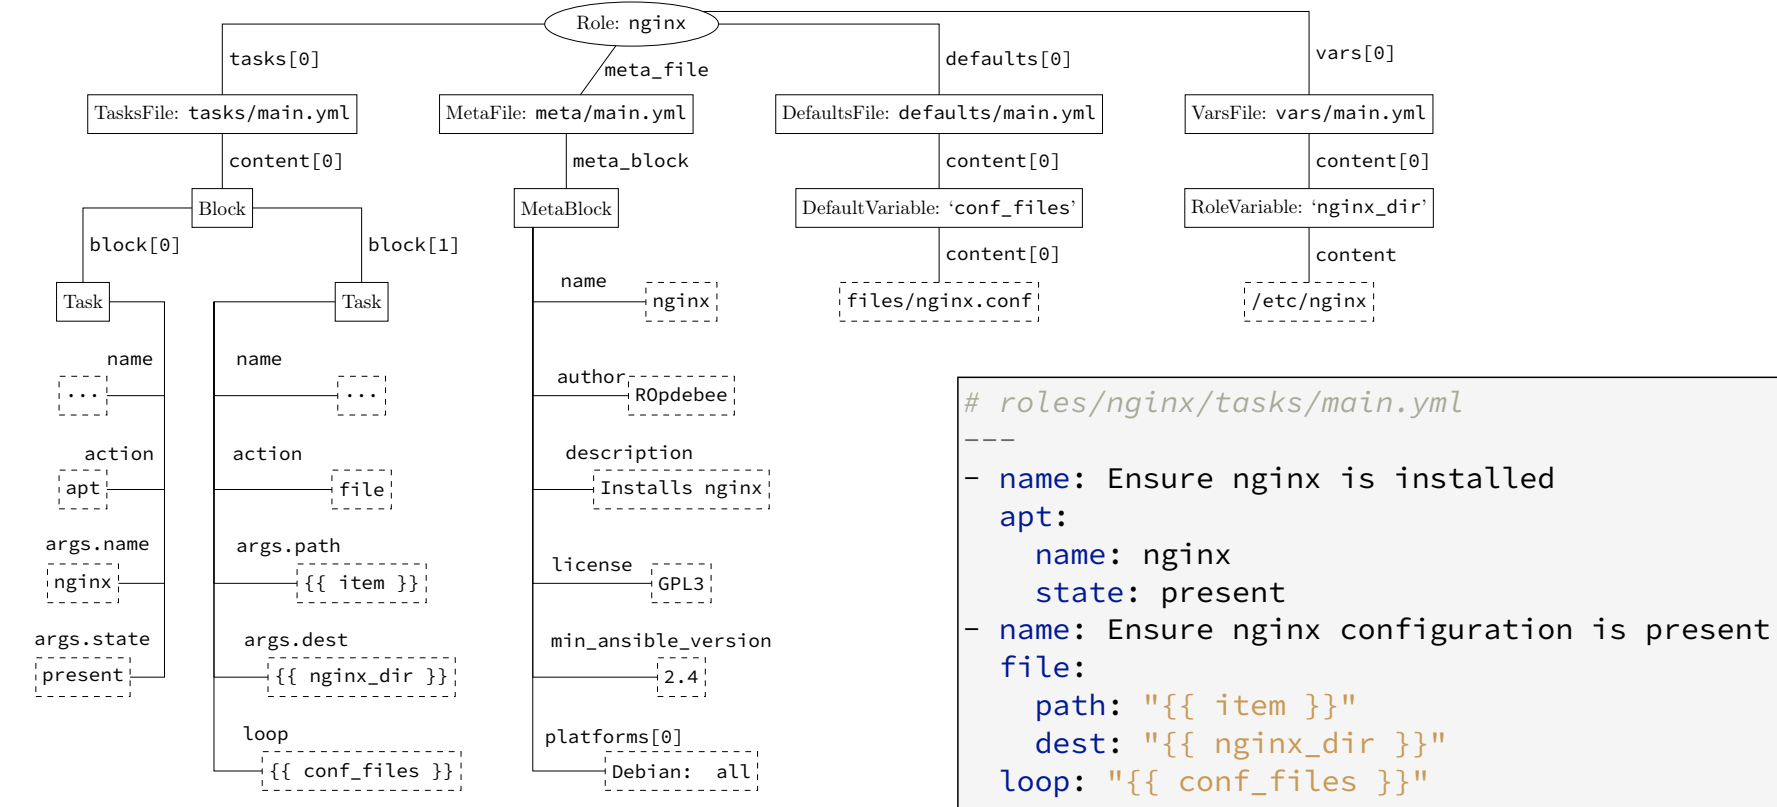 Role: nginx
tasks[0]
meta_file
defaults[0]
vars[0]
TasksFile: tasks/main.yml
MetaFile: meta/main.yml
DefaultsFile: defaults/main.yml
VarsFile: vars/main.yml
content[0]
meta_block
content[0]
content[0]
Block
MetaBlock
DefaultVariable: ‘conf_files’
RoleVariable: ‘nginx_dir’
block[0]
block[1]
content[0]
content
Task
Task
name
nginx
files/nginx.conf
/etc/nginx
name
...
name
...
author
ROpdebee
action
apt
action
file
description
Installs nginx
args.name
nginx
args.path
{{ item }}
license
GPL3
args.state
present
args.dest
{{ nginx_dir }}
min_ansible_version
2.4
loop
{{ conf_files }}
platforms[0]
Debian: all
# roles/nginx/tasks/main.yml
---
- name: Ensure nginx is installed
  apt:
    name: nginx
    state: present
- name: Ensure nginx configuration is present
  file:
    path: "{{ item }}"
    dest: "{{ nginx_dir }}"
  loop: "{{ conf_files }}"